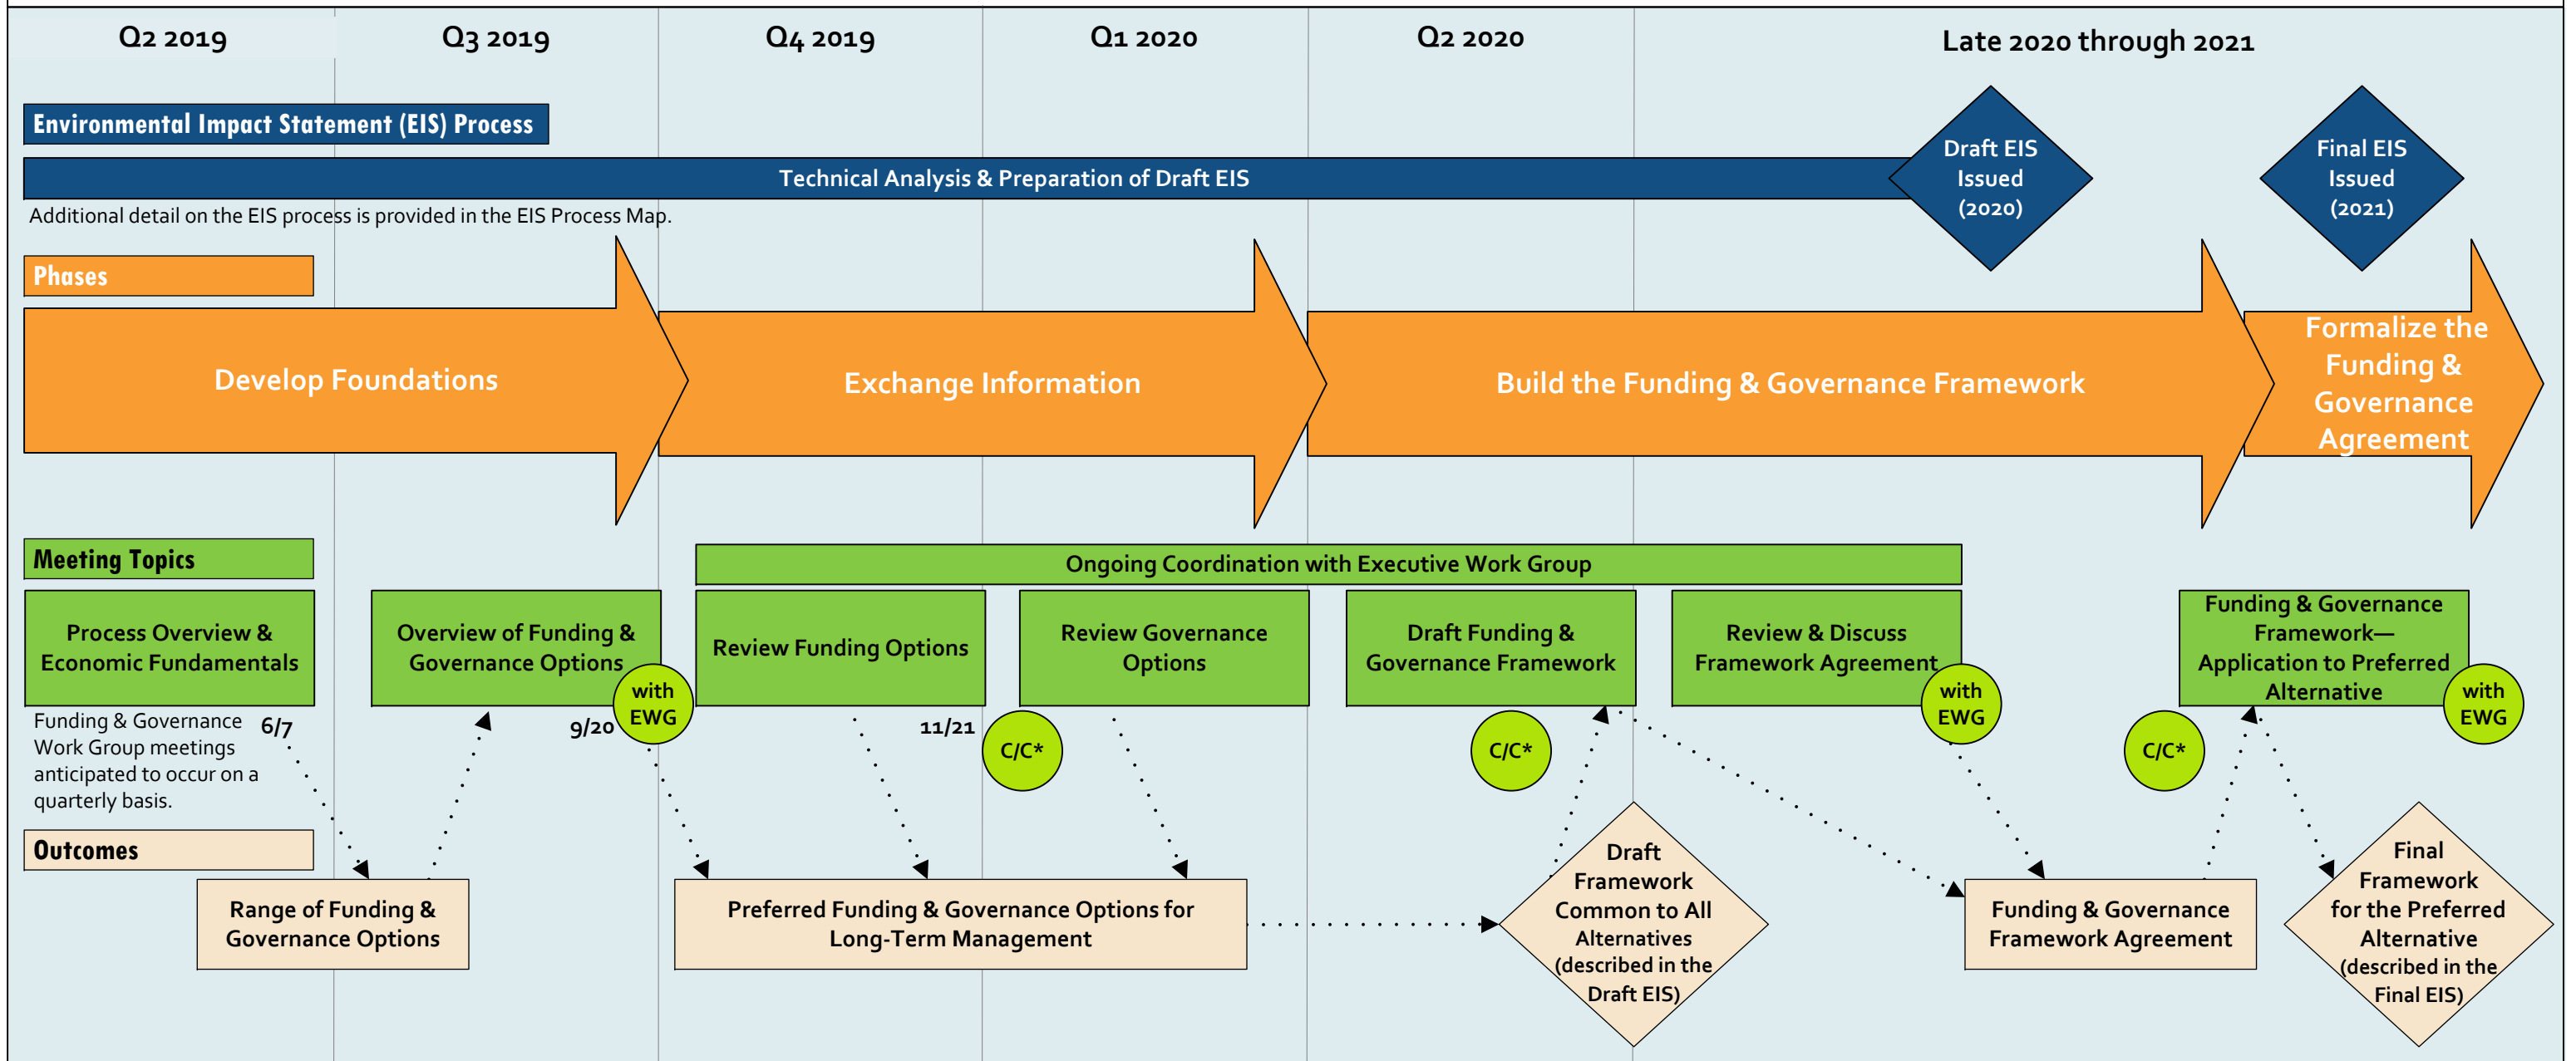 Q2 2019
Q3 2019
Q4 2019
Q1 2020
Q2 2020
Late 2020 through 2021
Environmental Impact Statement (EIS) Process
Technical Analysis & Preparation of Draft EIS
Draft EIS
Issued
(2020)
Final EIS
Issued
(2021)
Additional detail on the EIS process is provided in the EIS Process Map.
Phases
Develop Foundations
Exchange Information
Build the Funding & Governance Framework
Formalize the
Funding &
Governance
Agreement
Meeting Topics
Ongoing Coordination with Executive Work Group
Process Overview &
Economic Fundamentals
Overview of Funding &
Governance Options
with
EWG
Review Funding Options
Review Governance
Options
Draft Funding &
Governance Framework
Review & Discuss
Framework Agreement
with
EWG
Funding & Governance
Framework—
Application to Preferred
Alternative
with
EWG
Funding & Governance
Work Group meetings
anticipated to occur on a
quarterly basis.
6/7
9/20
11/21
C/C*
C/C*
C/C*
Outcomes
Range of Funding &
Governance Options
Preferred Funding & Governance Options for
Long-Term Management
Draft
Framework
Common to All
Alternatives
(described in the
Draft EIS)
Funding & Governance
Framework Agreement
Final
Framework
for the Preferred
Alternative
(described in the
Final EIS)